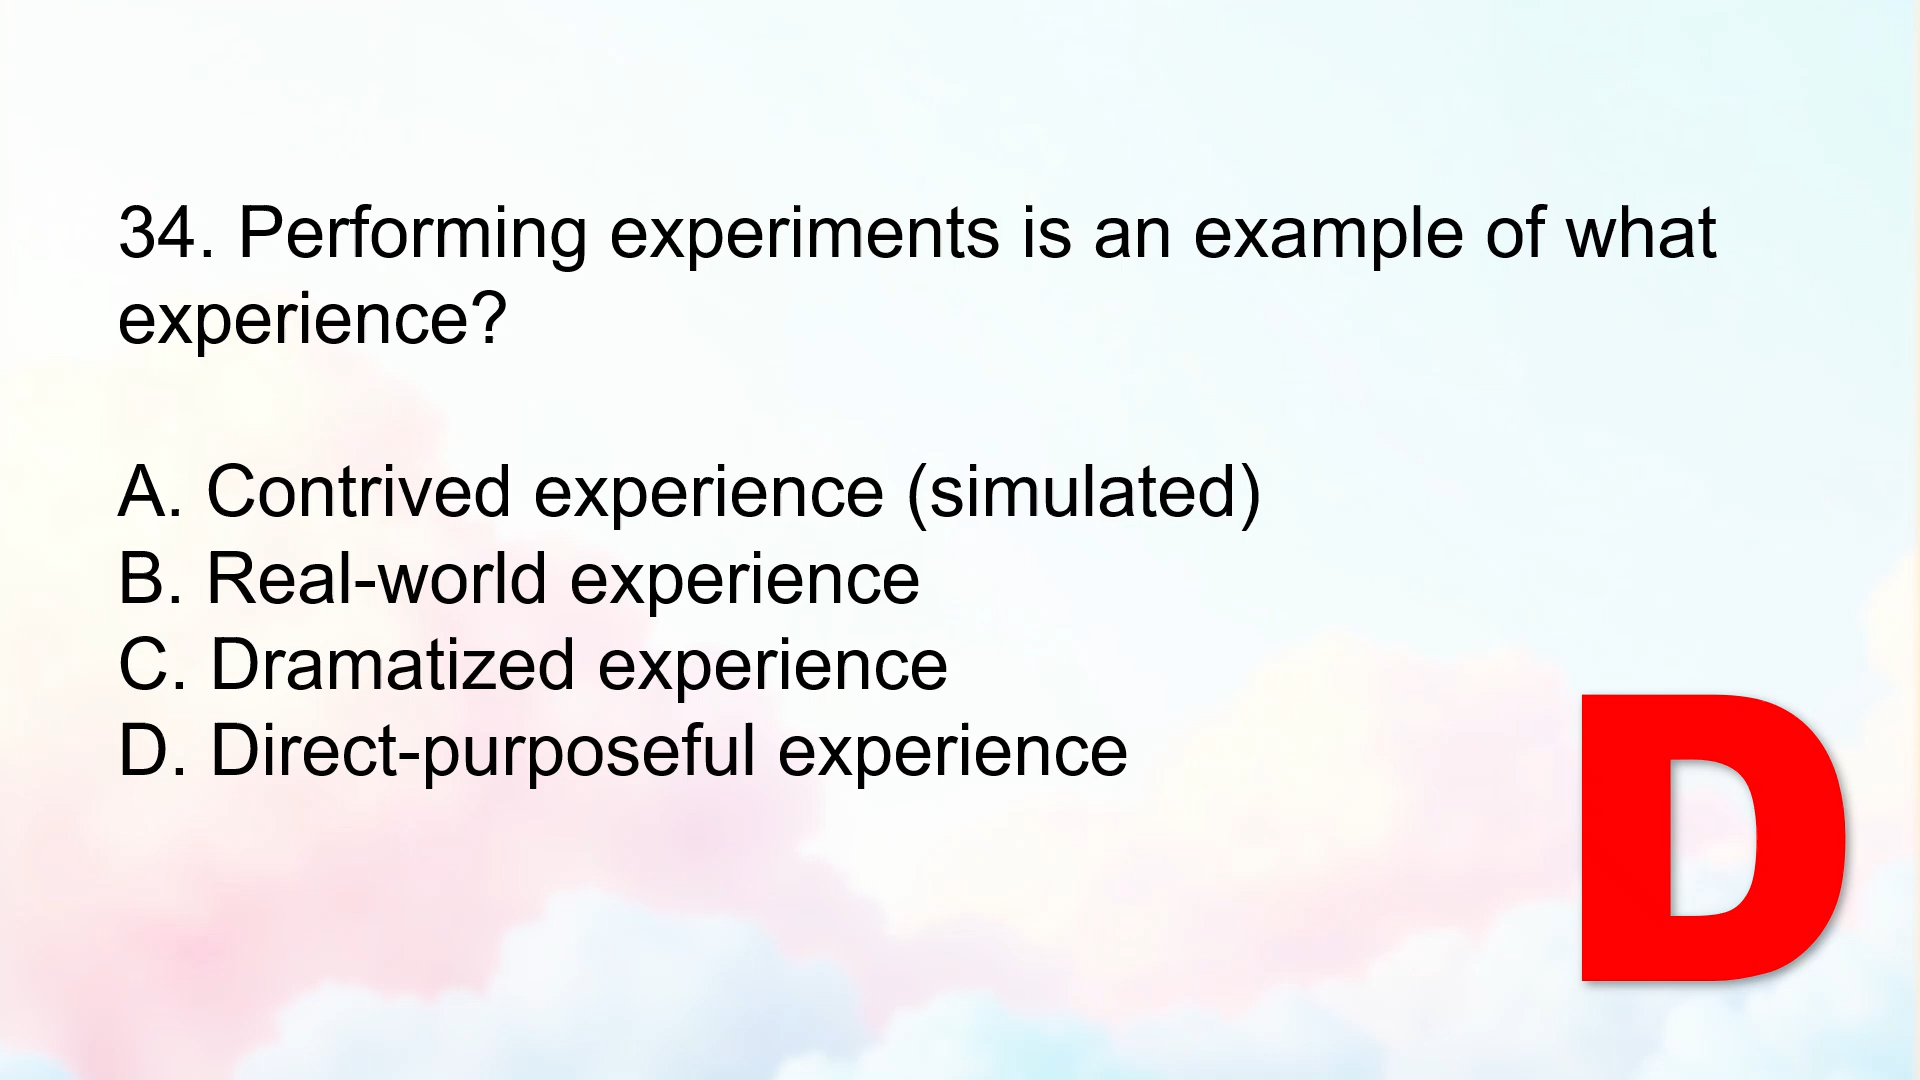 34. Performing experiments is an example of what
experience?
A. Contrived experience (simulated)
B. Real-world experience
C. Dramatized experience
D. Direct-purposeful experience
D